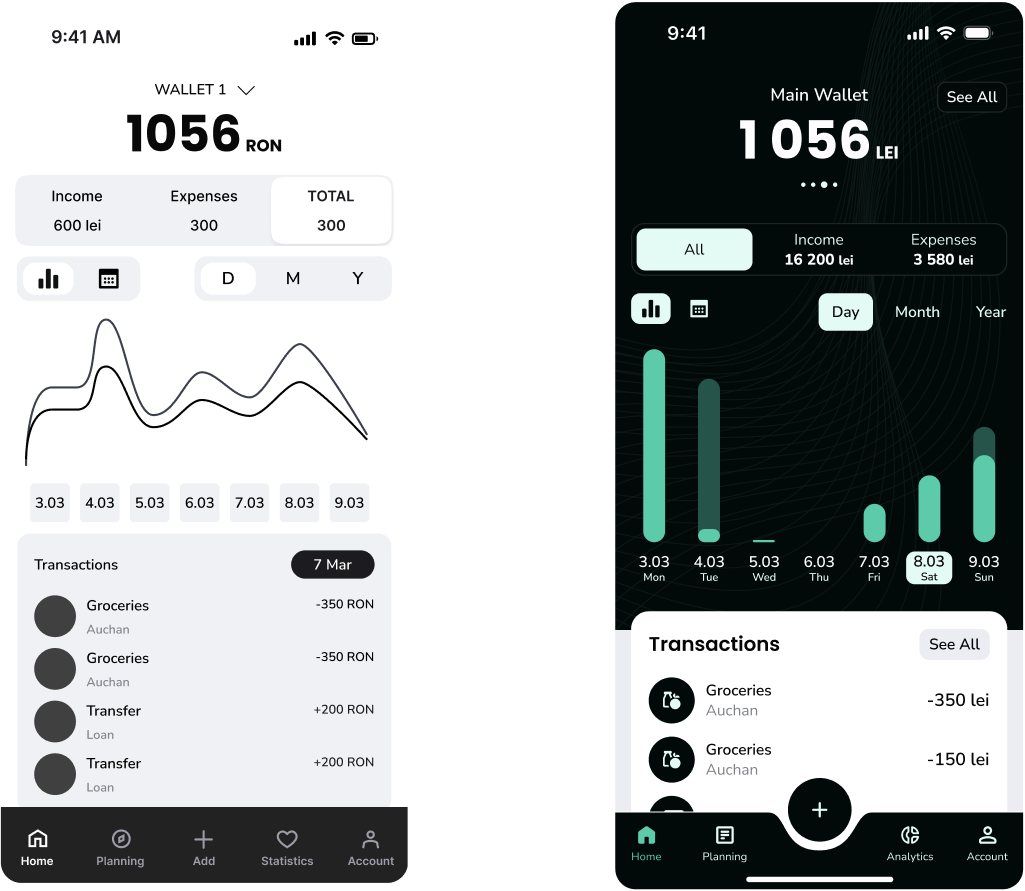 9:41 AM
WALLET 1
1056 RON
Income Expenses TOTAL
600 lei 300 300
D M Y
3.03 4.03 5.03 6.03 7.03 8.03 9.03
Transactions 7 Mar
Groceries -350 RON
Auchan
Groceries -350 RON
Auchan
Transfer +200 RON
Loan
Transfer +200 RON
Loan
Home Planning Add Statistics Account
9:41
Main Wallet See All
1 056 LEI
All Income Expenses
16 200 lei 3 580 lei
Day Month Year
3.03 4.03 5.03 6.03 7.03 8.03 9.03
Mon Tue Wed Thu Fri Sat Sun
Transactions See All
Groceries -350 lei
Auchan
Groceries -150 lei
Auchan
Home Planning Analytics Account